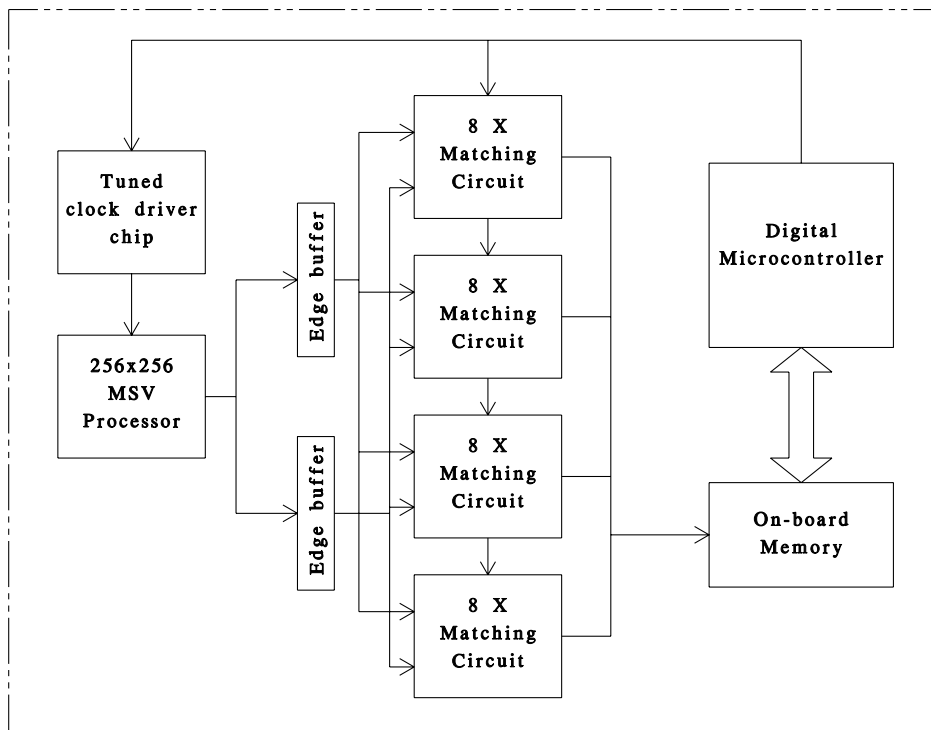 Tuned
clock driver
chip
256x256
MSV
Processor
Edge buffer
Edge buffer
8 X
Matching
Circuit
8 X
Matching
Circuit
8 X
Matching
Circuit
8 X
Matching
Circuit
Digital
Microcontroller
On-board
Memory